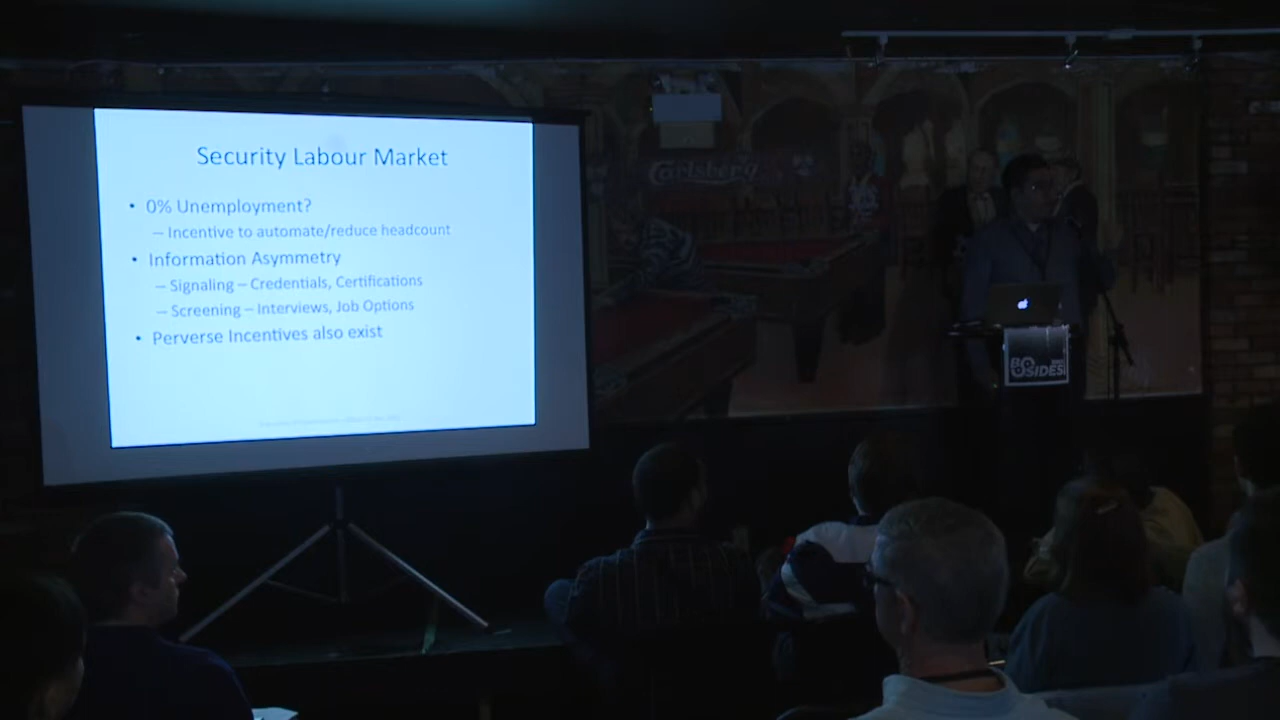 Security Labour Market
• 0% Unemployment?
– Incentive to automate/reduce headcount
• Information Asymmetry
– Signaling – Credentials, Certifications
– Screening – Interviews, Job Options
• Perverse Incentives also exist
Carlsberg
BSIDES